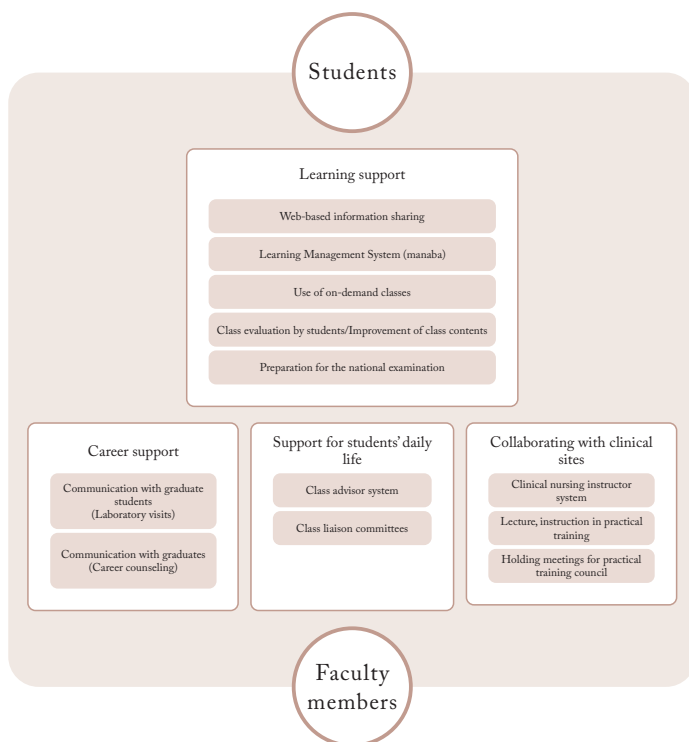 Students
Learning support
Web-based information sharing
Learning Management System (manaba)
Use of on-demand classes
Class evaluation by students/Improvement of class contents
Preparation for the national examination
Career support
Communication with graduate
students
(Laboratory visits)
Communication with graduates
(Career counseling)
Support for students’ daily
life
Class advisor system
Class liaison committees
Collaborating with clinical
sites
Clinical nursing instructor
system
Lecture, instruction in practical
training
Holding meetings for practical
training council
Faculty
members